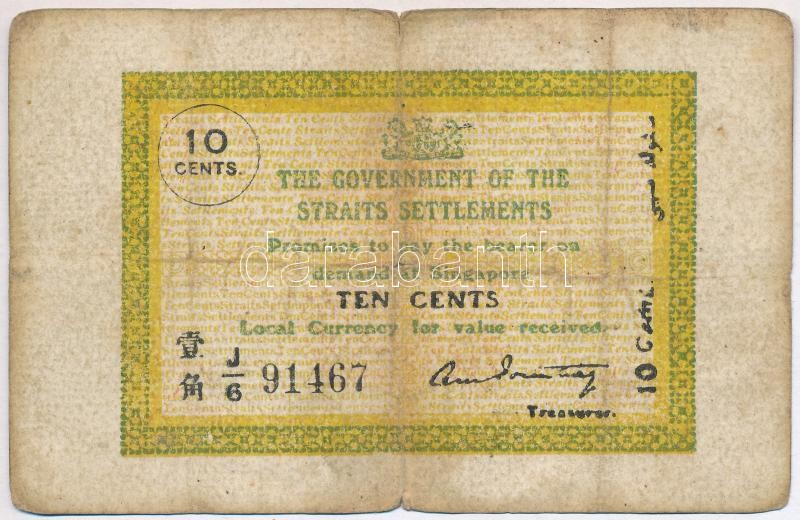 10
CENTS.
THE GOVERNMENT OF THE
STRAITS SETTLEMENTS
Promises to pay the bearer on
demand at Singapore
TEN CENTS
Local Currency for value received.
壹角
J/6 91467
Treasurer.
10 Cents.
darabanth